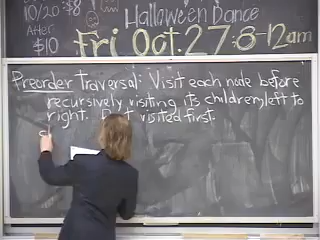 10/20 $8
After
$10
Halloween Dance
Fri Oct. 27 8-12am
Preorder Traversal: Visit each node before
recursively visiting its children, left to
right. visited first.